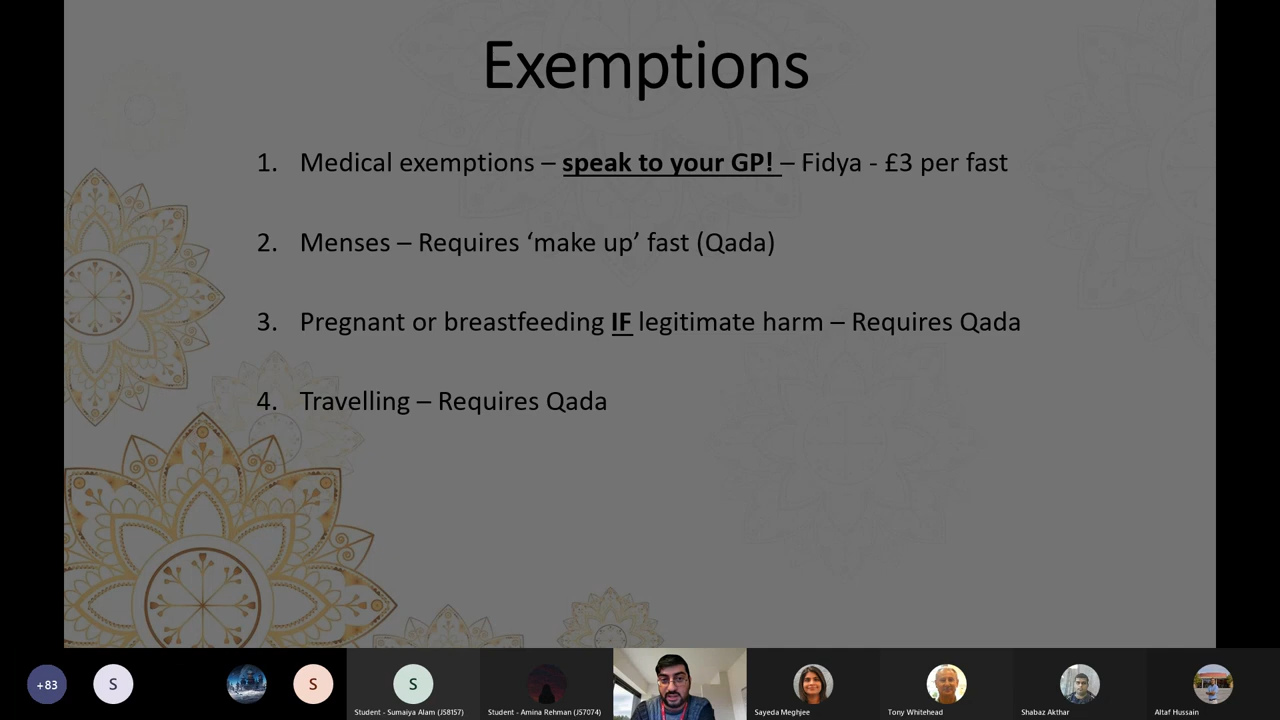 Exemptions
1. Medical exemptions – speak to your GP! – Fidya - £3 per fast
2. Menses – Requires ‘make up’ fast (Qada)
3. Pregnant or breastfeeding IF legitimate harm – Requires Qada
4. Travelling – Requires Qada
+83
S
S
S
Student - Sumaiya Alam (JS8157)
Student - Amina Rehman (JS7074)
Sayeda Meghjee
Tony Whitehead
Shabaz Akthar
Altaf Hussain